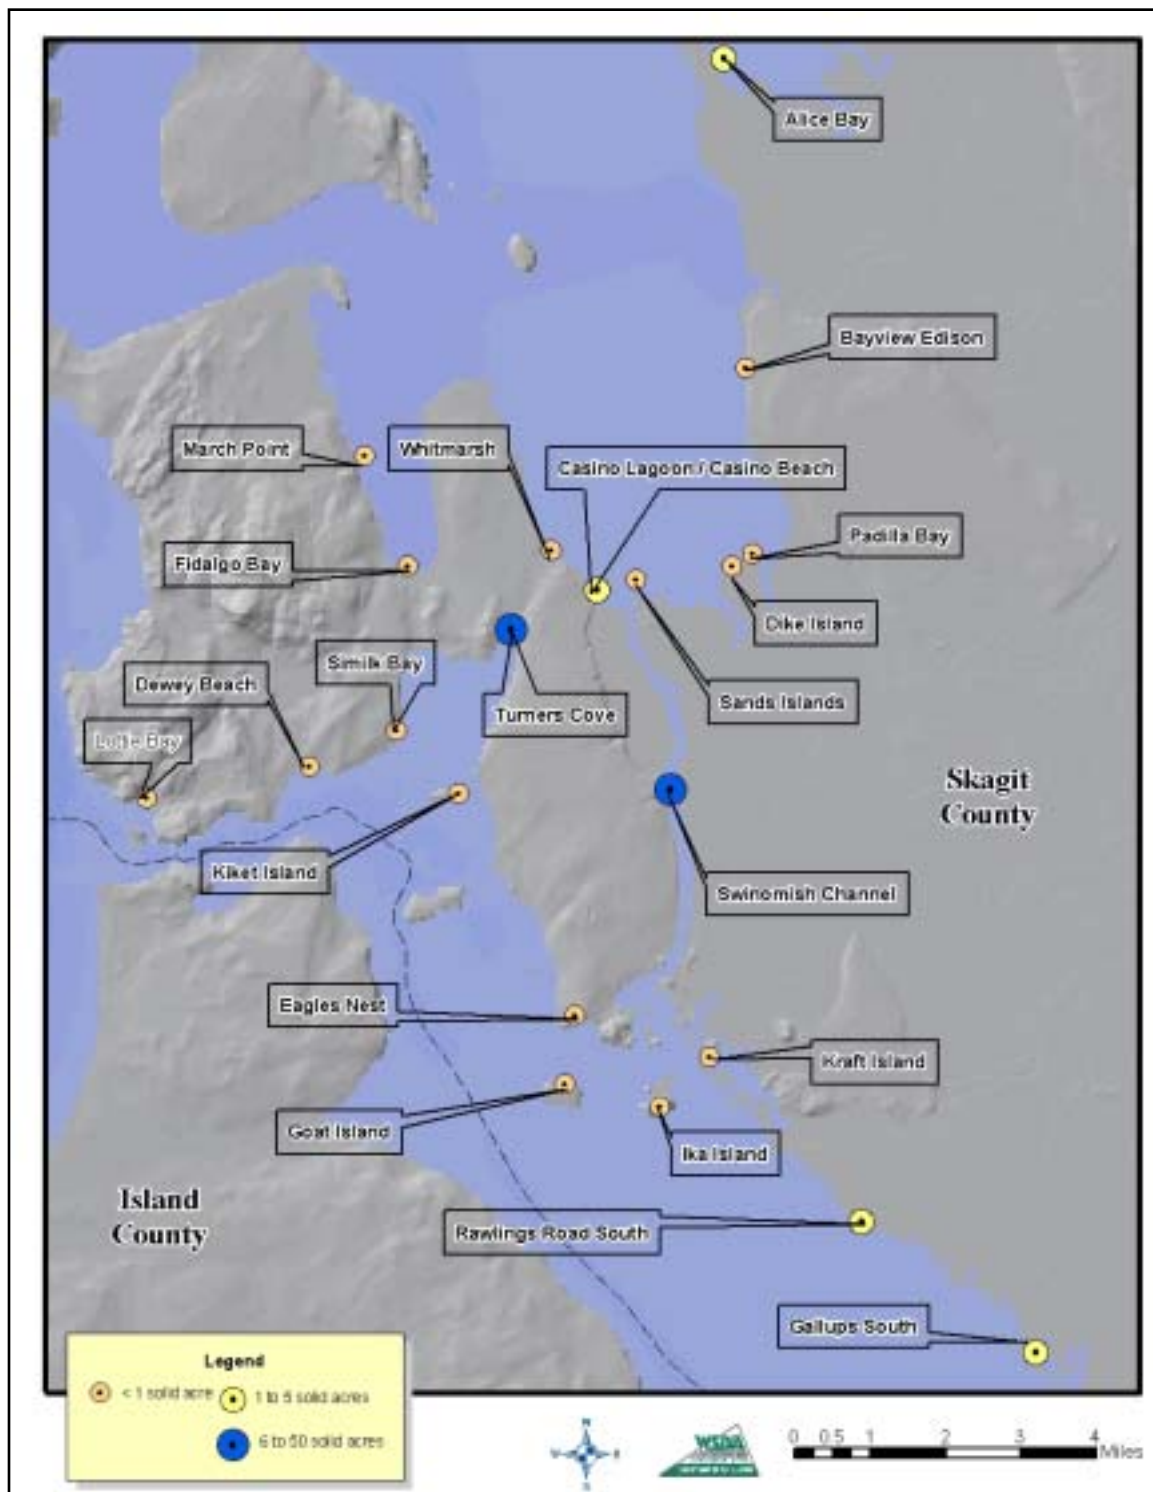 Alice Bay
Bayview Edison
March Point
Whitmarsh
Casino Lagoon / Casino Beach
Padilla Bay
Fidalgo Bay
Dike Island
Similk Bay
Dewey Beach
Sands Islands
Turners Cove
Lottie Bay
Skagit
County
Kiket Island
Swinomish Channel
Eagles Nest
Kraft Island
Goat Island
Ika Island
Island
County
Rawlings Road South
Gallups South
Legend
< 1 solid acre
1 to 5 solid acres
6 to 50 solid acres
N
W E
S
WSDA
0 0.5 1 2 3 4
Miles